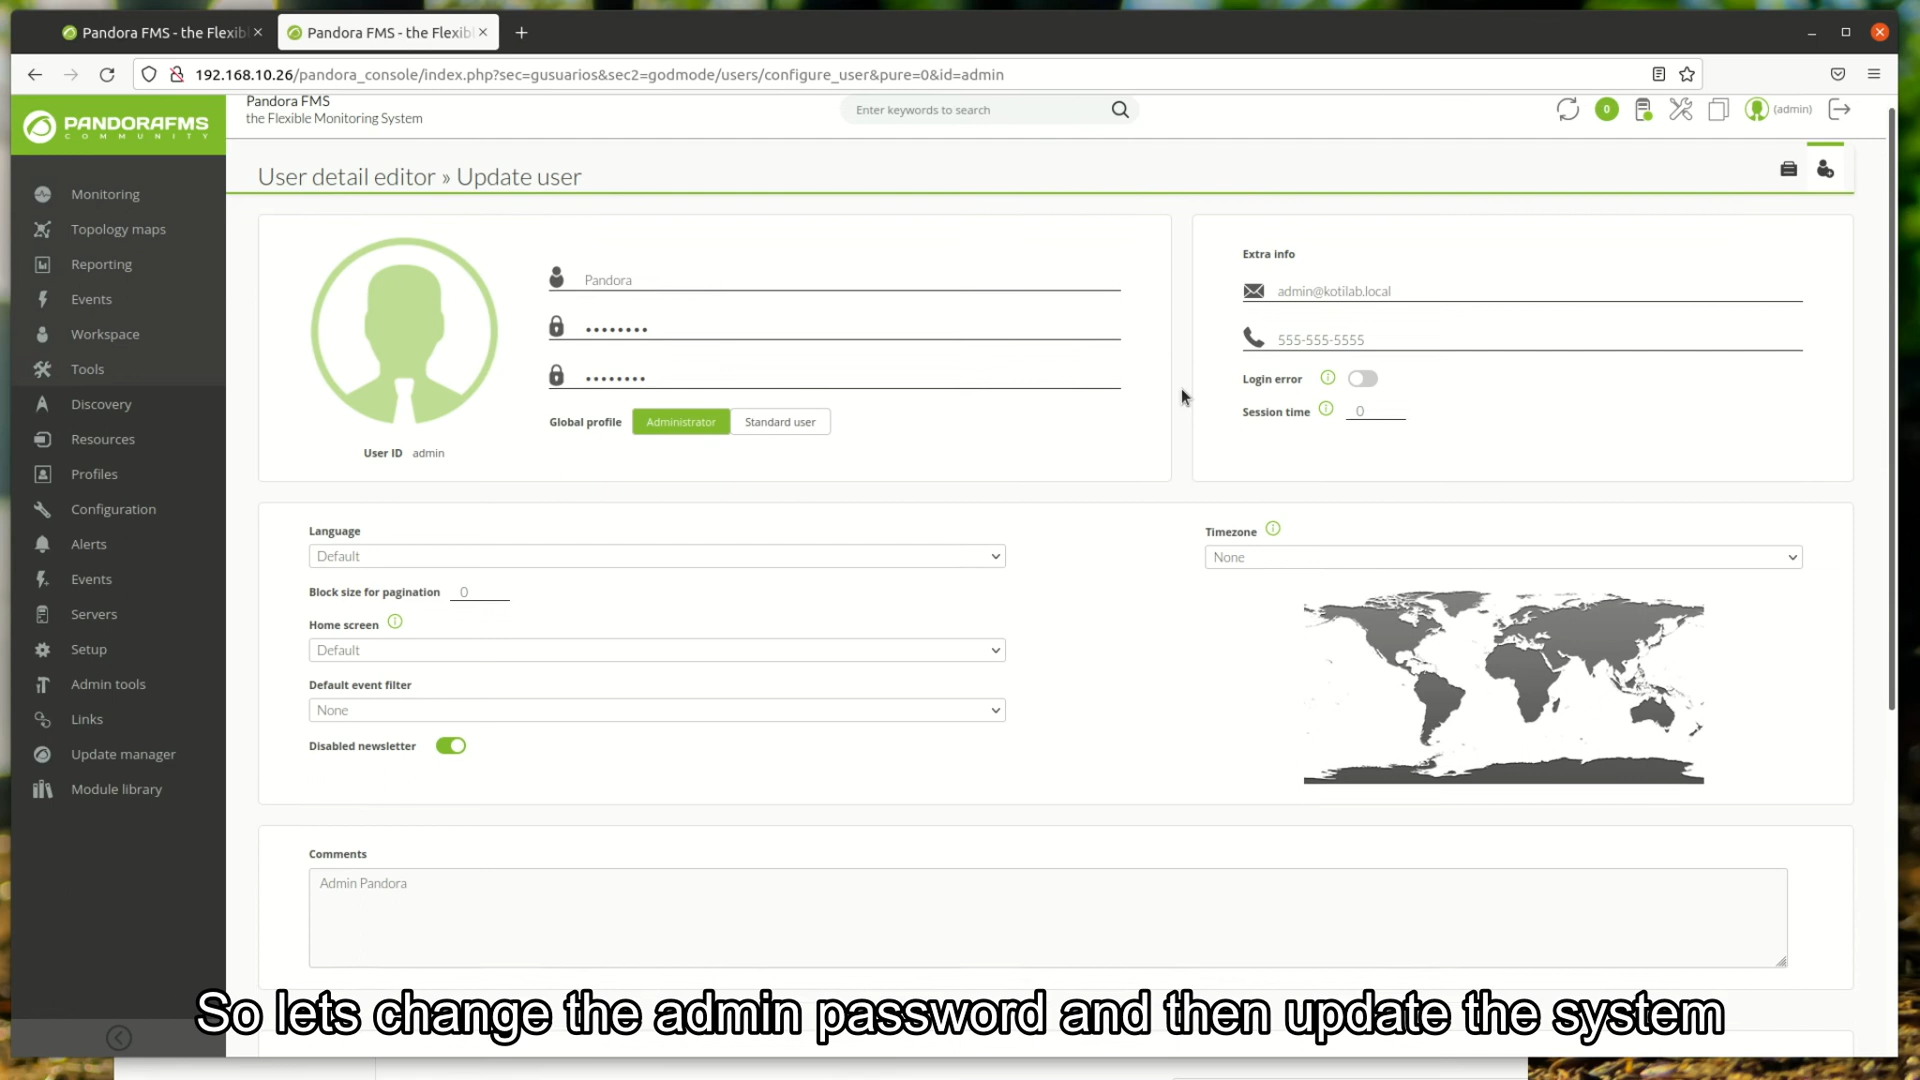 Pandora FMS - the Flexibl
Pandora FMS - the Flexibl
192.168.10.26/pandora_console/index.php?sec=gusuarios&sec2=godmode/users/configure_user&pure=0&id=admin
PANDORAFMS
COMMUNITY
Pandora FMS
the Flexible Monitoring System
Enter keywords to search
0
(admin)
Monitoring
Topology maps
Reporting
Events
Workspace
Tools
Discovery
Resources
Profiles
Configuration
Alerts
Events
Servers
Setup
Admin tools
Links
Update manager
Module library
User detail editor » Update user
Pandora
••••••••
••••••••
Global profile Administrator Standard user
User ID admin
Extra info
admin@kotilab.local
555-555-5555
Login error
Session time 0
Language
Default
Block size for pagination 0
Home screen
Default
Default event filter
None
Disabled newsletter
Timezone
None
Comments
Admin Pandora
So lets change the admin password and then update the system